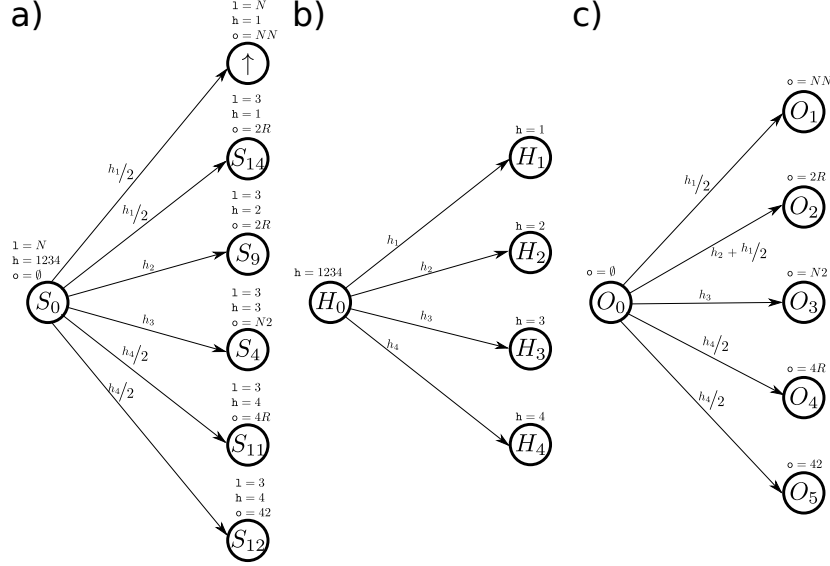 a)
l = N
h = 1
o = NN
↑
l = 3
h = 1
o = 2R
S₁₄
l = 3
h = 2
o = 2R
S₉
l = 3
h = 3
o = N2
S₄
l = 3
h = 4
o = 4R
S₁₁
l = 3
h = 4
o = 42
S₁₂
l = N
h = 1234
o = ∅
S₀
h₁/2
h₁/2
h₂
h₃
h₄/2
h₄/2
b)
h = 1
H₁
h = 2
H₂
h = 3
H₃
h = 4
H₄
h = 1234
H₀
h₁
h₂
h₃
h₄
c)
o = NN
O₁
o = 2R
O₂
o = N2
O₃
o = 4R
O₄
o = 42
O₅
o = ∅
O₀
h₁/2
h₂ + h₁/2
h₃
h₄/2
h₄/2